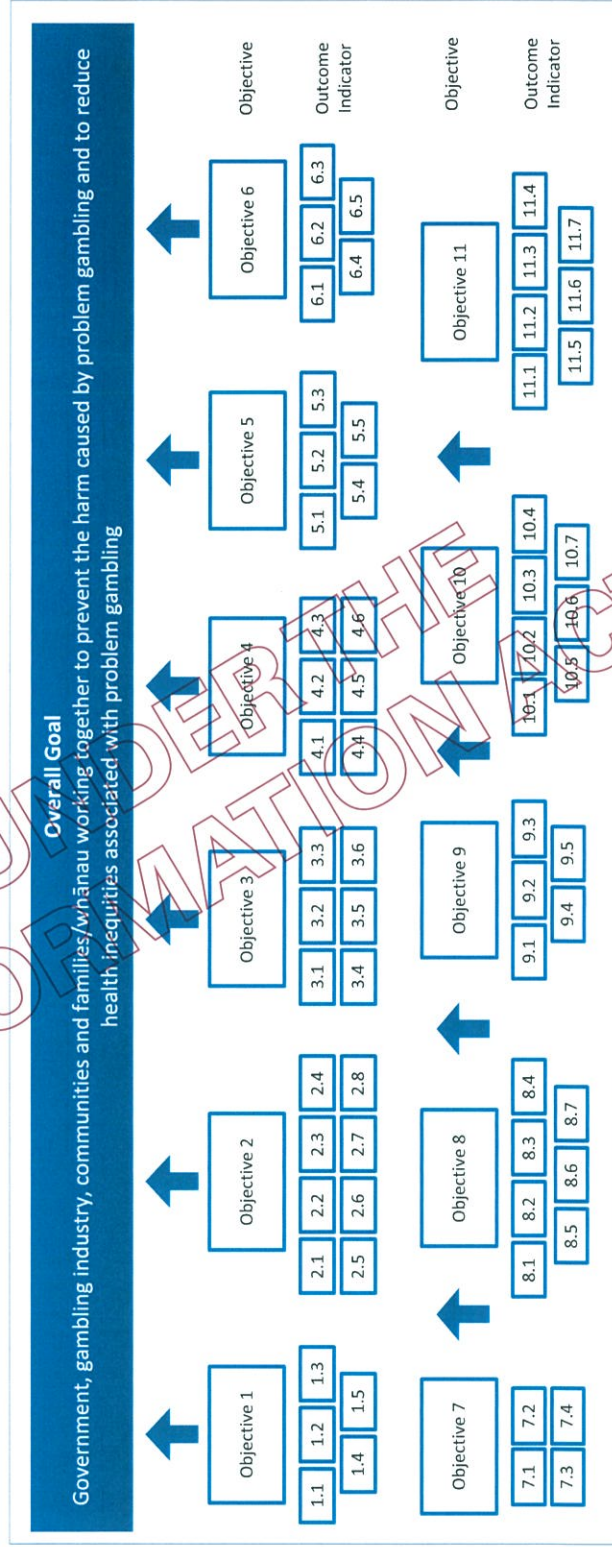 Overall Goal
Government, gambling industry, communities and families/whānau working together to prevent the harm caused by problem gambling and to reduce
health inequities associated with problem gambling
Objective 1
Objective 2
Objective 3
Objective 4
Objective 5
Objective 6
Objective
1.1 1.2 1.3
2.1 2.2 2.3 2.4
3.1 3.2 3.3
4.1 4.2 4.3
5.1 5.2 5.3
6.1 6.2 6.3
Outcome
Indicator
1.4 1.5
2.5 2.6 2.7 2.8
3.4 3.5 3.6
4.4 4.5 4.6
5.4 5.5
6.4 6.5
Objective 7
Objective 8
Objective 9
Objective 10
Objective 11
Objective
7.1 7.2
8.1 8.2 8.3 8.4
9.1 9.2 9.3
10.1 10.2 10.3 10.4
11.1 11.2 11.3 11.4
Outcome
Indicator
7.3 7.4
8.5 8.6 8.7
9.4 9.5
10.5 10.6 10.7
11.5 11.6 11.7
UNDER THE